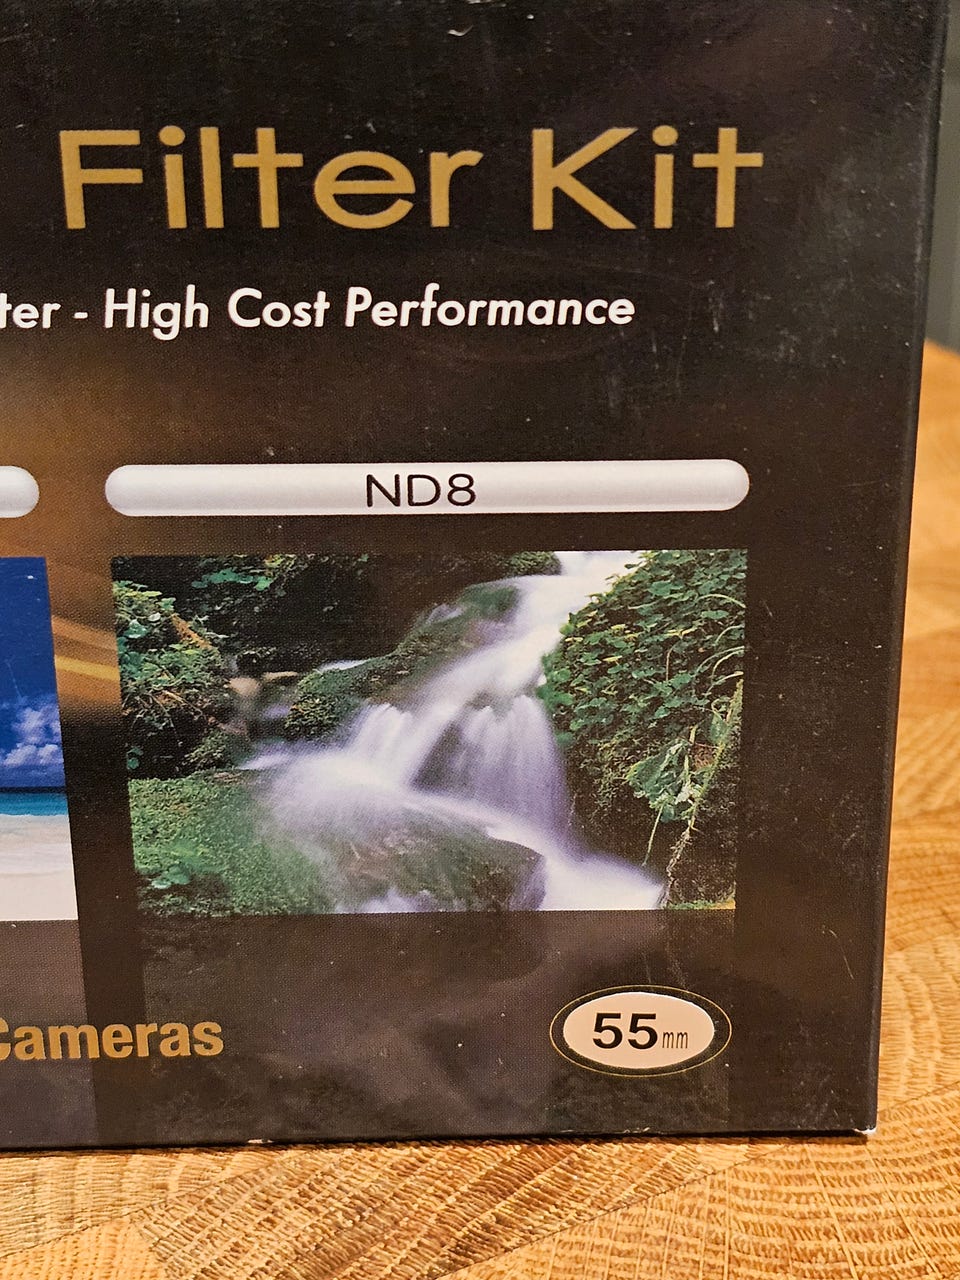 Filter Kit
ter - High Cost Performance
ND8
Cameras
55mm